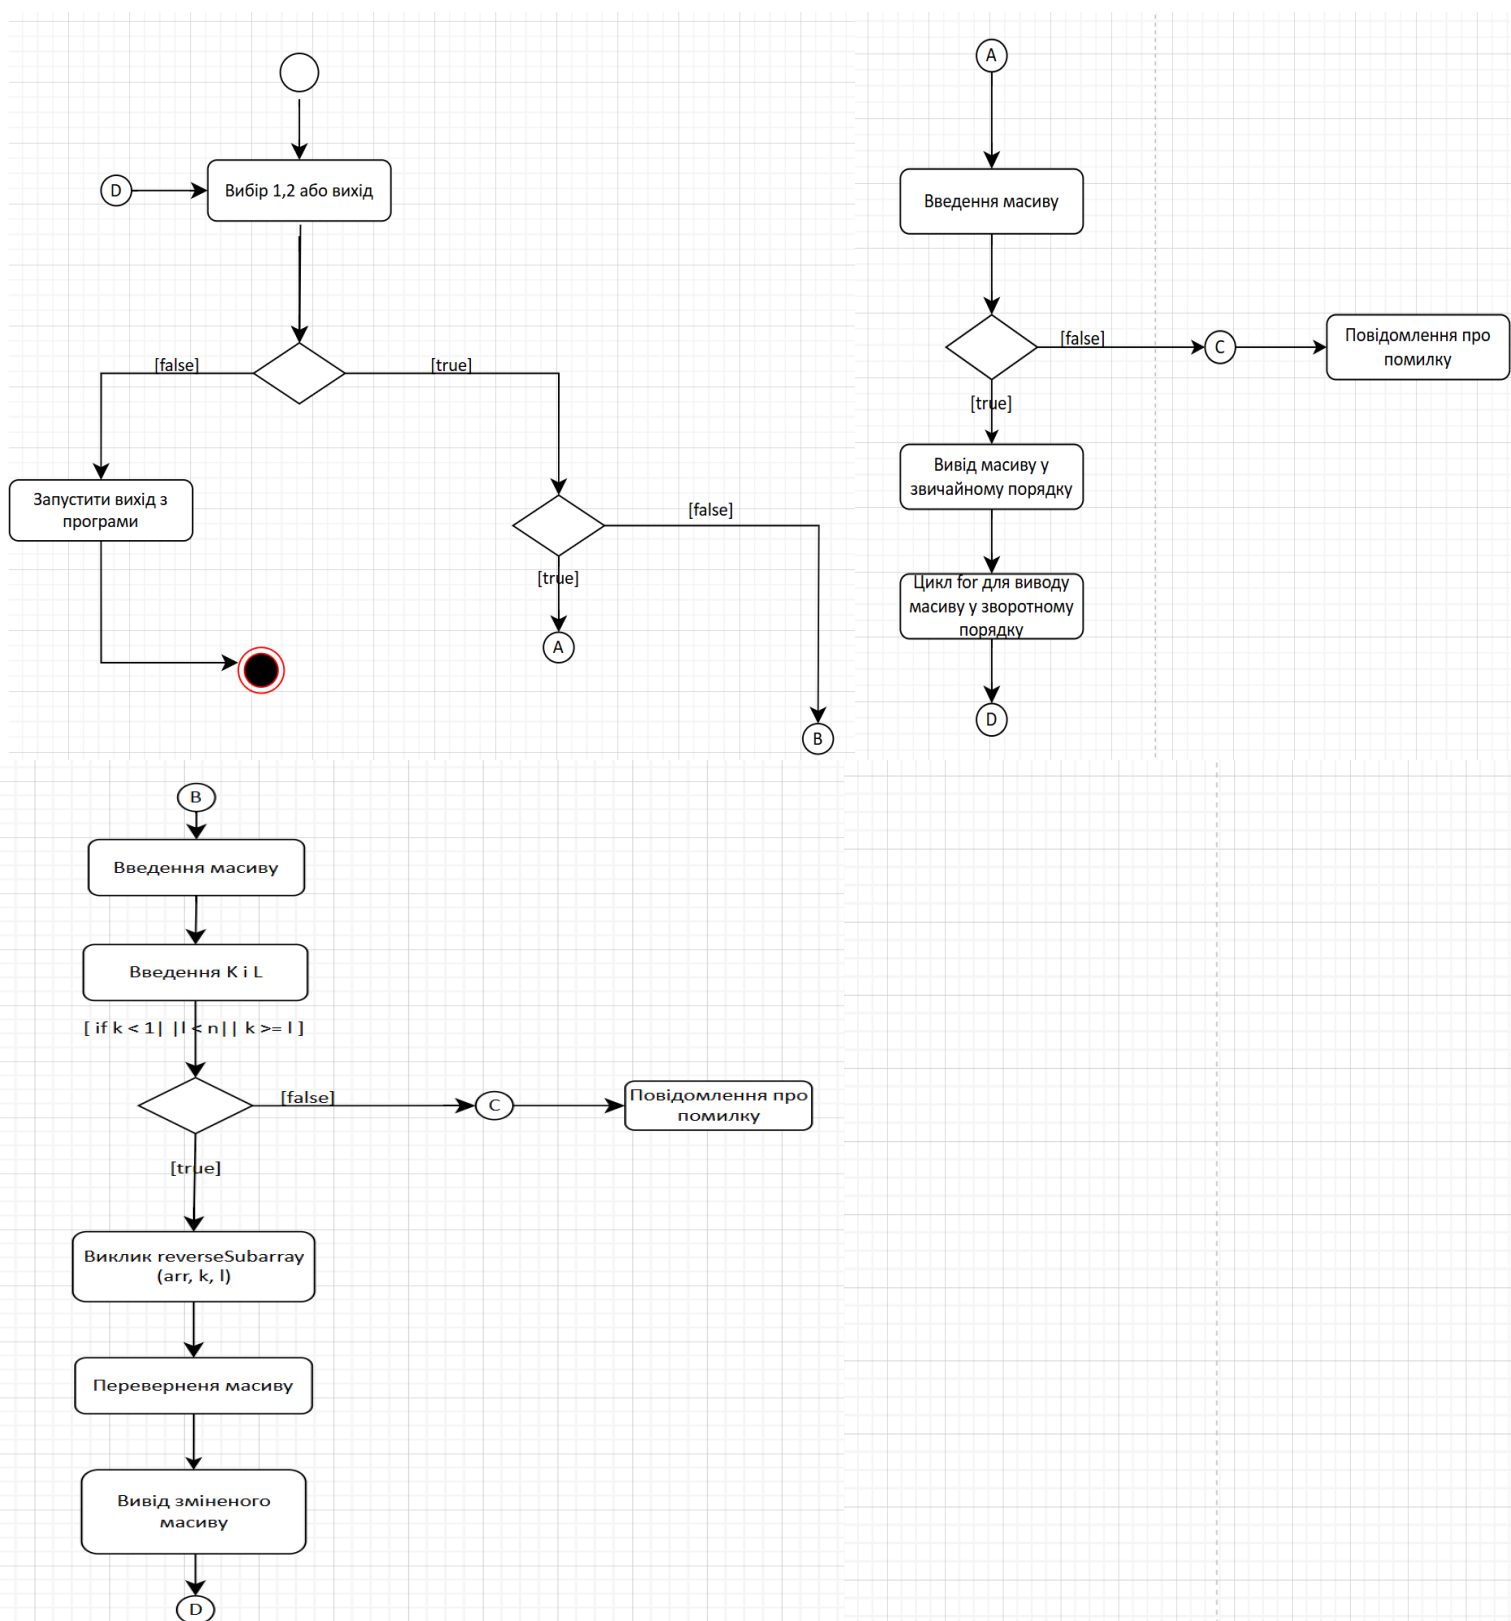 D
Вибір 1,2 або вихід
[false]
[true]
Запустити вихід з
програми
[false]
[true]
A
B
A
Введення масиву
[false]
C
Повідомлення про
помилку
[true]
Вивід масиву у
звичайному порядку
Цикл for для виводу
масиву у зворотному
порядку
D
B
Введення масиву
Введення K і L
[ if k < 1| |l < n|| k >= l ]
[false]
C
Повідомлення про
помилку
[true]
Виклик reverseSubarray
(arr, k, l)
Перевернення масиву
Вивід зміненого
масиву
D